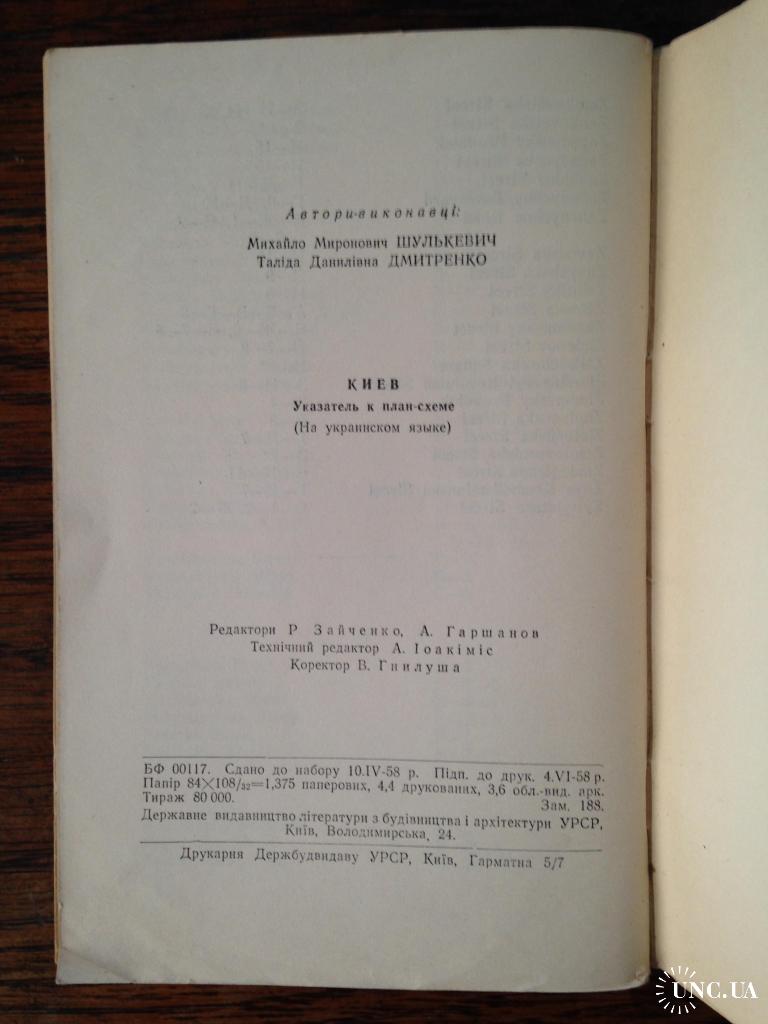 Автори-виконавці:
Михайло Миронович ШУЛЬКЕВИЧ
Таліда Данилівна ДМИТРЕНКО
КИЕВ
Указатель к план-схеме
(На украинском языке)
Редактори Р Зайченко, А. Гаршанов
Технічний редактор А. Іоакіміс
Коректор В. Гнилуша
БФ 00117. Сдано до набору 10.IV-58 р. Підп. до друк. 4.VI-58 р.
Папір 84×108/32=1,375 паперових, 4,4 друкованих, 3,6 обл.-вид. арк.
Тираж 80 000. Зам. 188.
Державне видавництво літератури з будівництва і архітектури УРСР,
Київ, Володимирська, 24.
Друкарня Держбудвидаву УРСР, Київ, Гарматна 5/7
UNC.UA